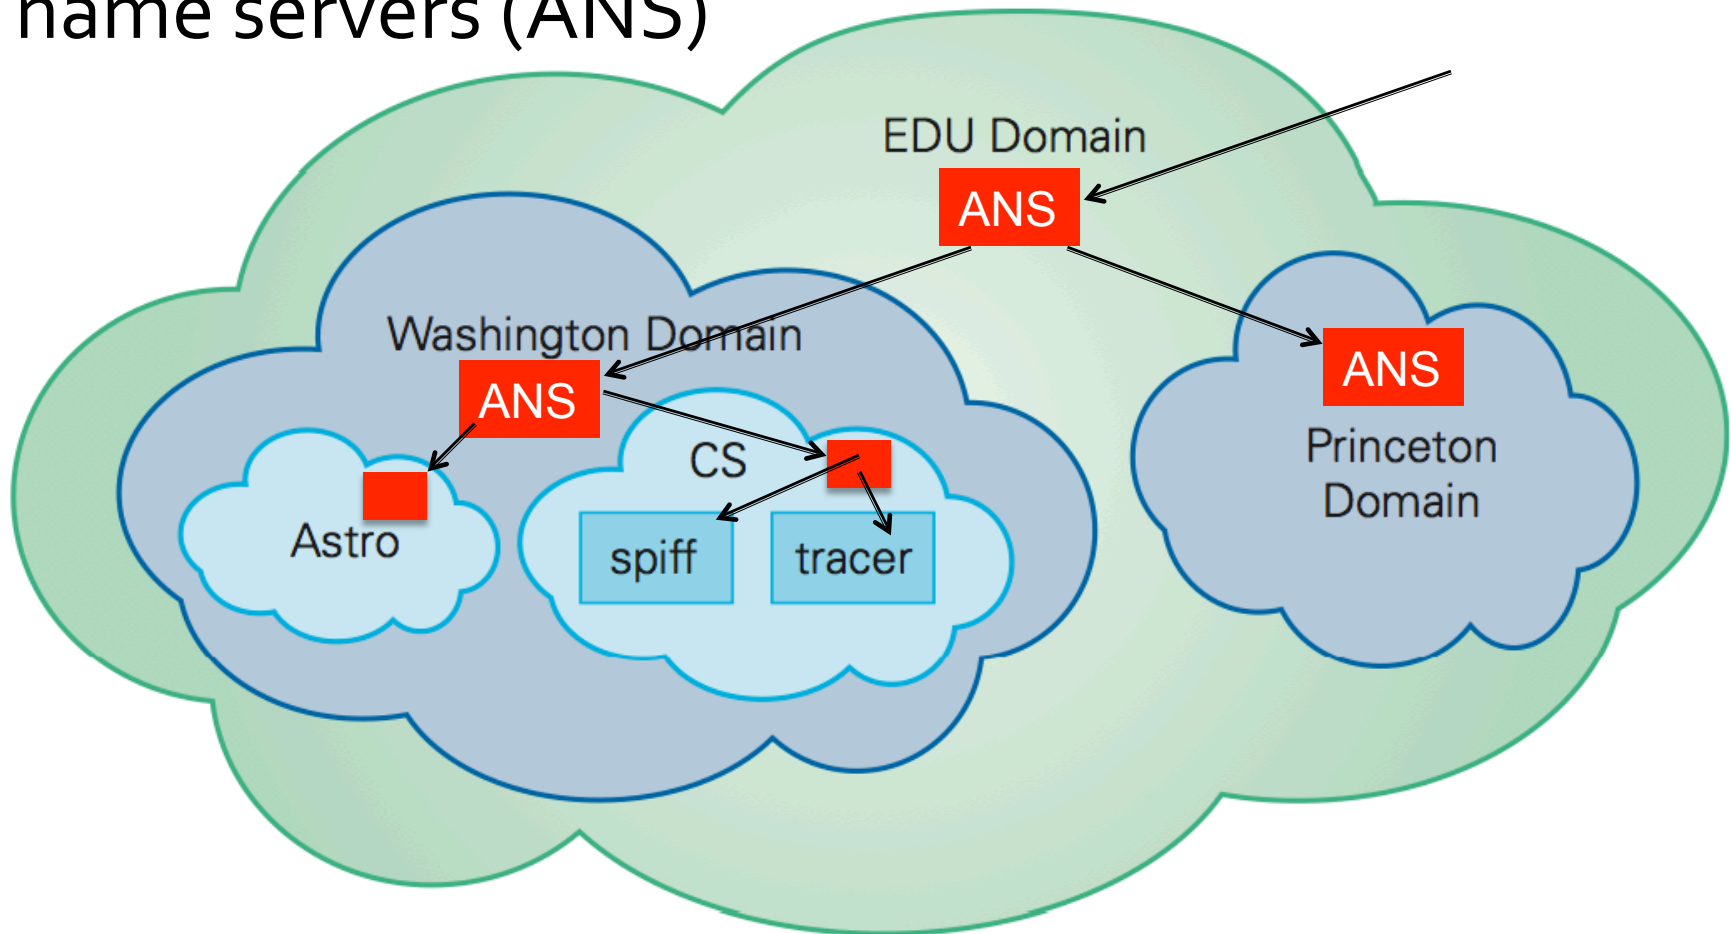 name servers (ANS)
EDU Domain
ANS
Washington Domain
ANS
ANS
CS
Astro
spiff
tracer
Princeton
Domain